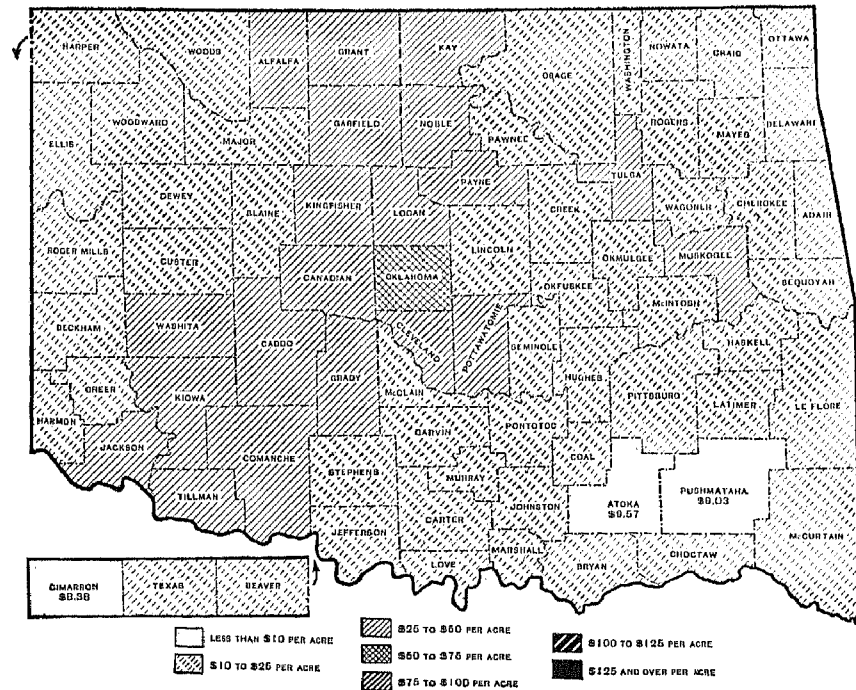 HARPER
WOODS
ALFALFA
GRANT
KAY
OSAGE
WASHINGTON
NOWATA
CRAIG
OTTAWA
ELLIS
WOODWARD
MAJOR
GARFIELD
NOBLE
PAWNEE
ROGERS
MAYES
DELAWARE
DEWEY
BLAINE
KINGFISHER
LOGAN
PAYNE
CREEK
TULSA
WAGONER
CHEROKEE
ADAIR
ROGER MILLS
CUSTER
CANADIAN
OKLAHOMA
LINCOLN
OKFUSKEE
OKMULGEE
MUSKOGEE
SEQUOYAH
BECKHAM
WASHITA
CADDO
GRADY
CLEVELAND
POTTAWATOMIE
SEMINOLE
McINTOSH
HASKELL
GREER
KIOWA
McCLAIN
HUGHES
PITTSBURG
LATIMER
LE FLORE
HARMON
JACKSON
COMANCHE
GARVIN
PONTOTOC
COAL
TILLMAN
STEPHENS
MURRAY
JOHNSTON
ATOKA
$9.57
PUSHMATAHA
$9.03
JEFFERSON
CARTER
McCURTAIN
LOVE
MARSHALL
BRYAN
CHOCTAW
CIMARRON
$8.38
TEXAS
BEAVER
LESS THAN $10 PER ACRE
$10 TO $25 PER ACRE
$25 TO $50 PER ACRE
$50 TO $75 PER ACRE
$75 TO $100 PER ACRE
$100 TO $125 PER ACRE
$125 AND OVER PER ACRE